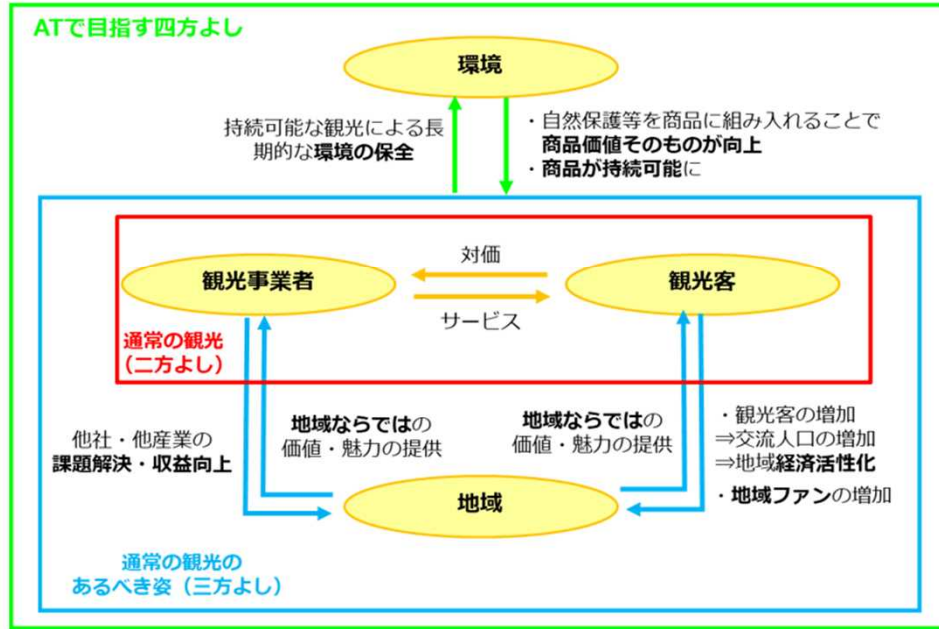 ATで目指す四方よし
環境
持続可能な観光による長
期的な環境の保全
・自然保護等を商品に組み入れることで
商品価値そのものが向上
・商品が持続可能に
観光事業者
対価
サービス
観光客
通常の観光
（二方よし）
他社・他産業の
課題解決・収益向上
地域ならではの
価値・魅力の提供
地域ならではの
価値・魅力の提供
・観光客の増加
⇒交流人口の増加
⇒地域経済活性化
・地域ファンの増加
地域
通常の観光の
あるべき姿（三方よし）